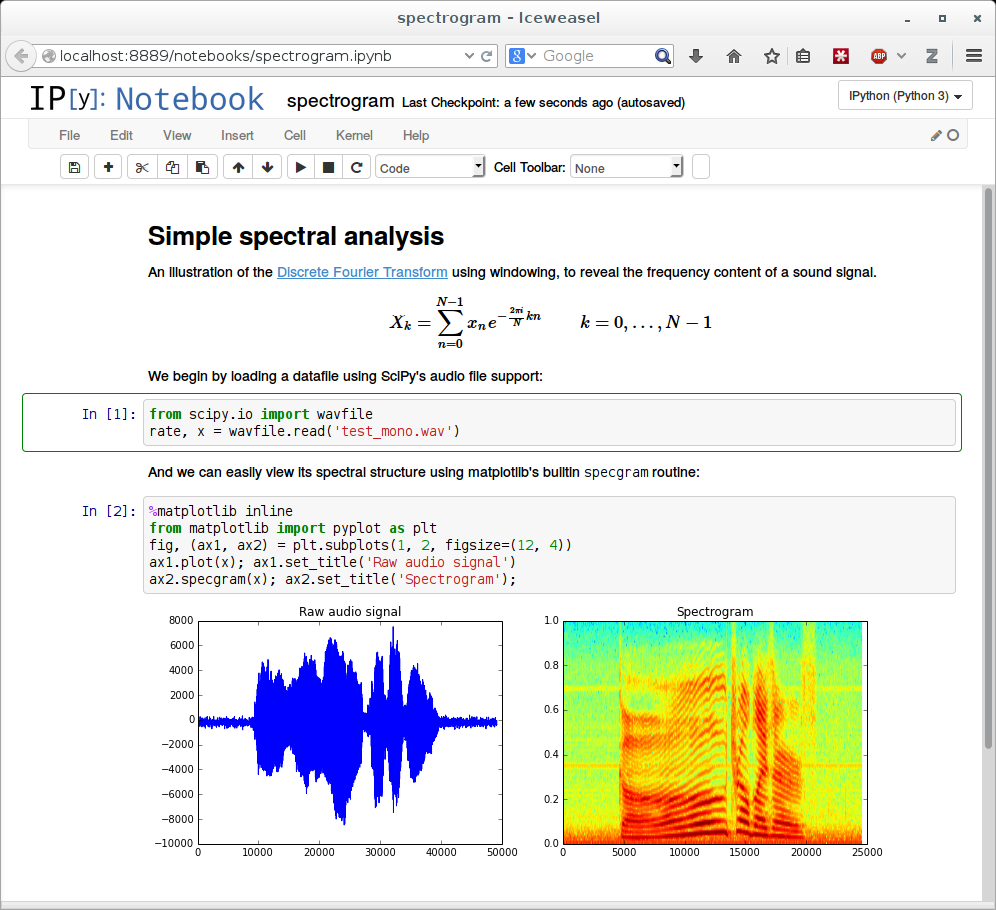 spectrogram - Iceweasel
localhost:8889/notebooks/spectrogram.ipynb
8 Google
ABP
Z
IP[y]: Notebook spectrogram Last Checkpoint: a few seconds ago (autosaved)
IPython (Python 3)
File Edit View Insert Cell Kernel Help
Code Cell Toolbar: None
Simple spectral analysis
An illustration of the Discrete Fourier Transform using windowing, to reveal the frequency content of a sound signal.
X_k = \sum_{n=0}^{N-1} x_n e^{-\frac{2\pi i}{N} kn} k = 0, . . . , N − 1
We begin by loading a datafile using SciPy's audio file support:
In [1]: from scipy.io import wavfile
rate, x = wavfile.read('test_mono.wav')
And we can easily view its spectral structure using matplotlib's builtin specgram routine:
In [2]: %matplotlib inline
from matplotlib import pyplot as plt
fig, (ax1, ax2) = plt.subplots(1, 2, figsize=(12, 4))
ax1.plot(x); ax1.set_title('Raw audio signal')
ax2.specgram(x); ax2.set_title('Spectrogram');
Raw audio signal
8000
6000
4000
2000
0
−2000
−4000
−6000
−8000
−10000
0 10000 20000 30000 40000 50000
Spectrogram
1.0
0.8
0.6
0.4
0.2
0.0
0 5000 10000 15000 20000 25000